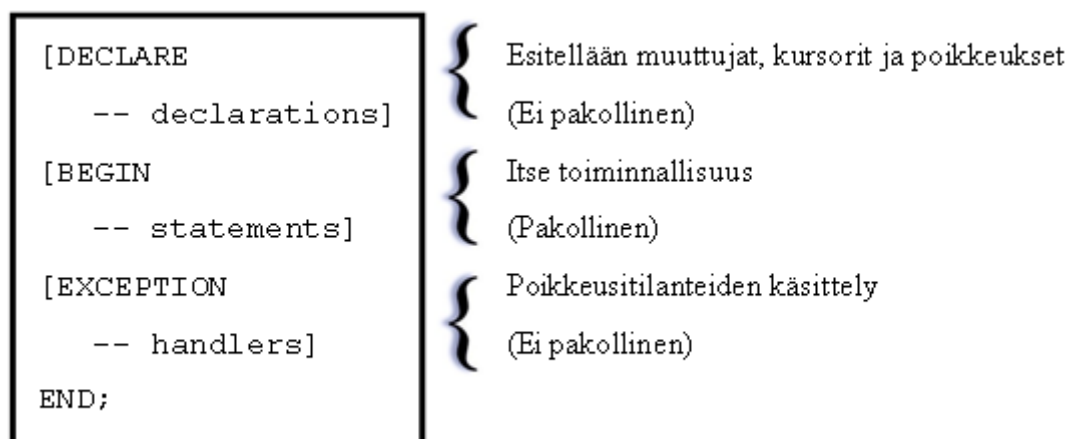 [DECLARE
-- declarations]
[BEGIN
-- statements]
[EXCEPTION
-- handlers]
END;
Esitellään muuttujat, kursorit ja poikkeukset
(Ei pakollinen)
Itse toiminnallisuus
(Pakollinen)
Poikkeusitilanteiden käsittely
(Ei pakollinen)